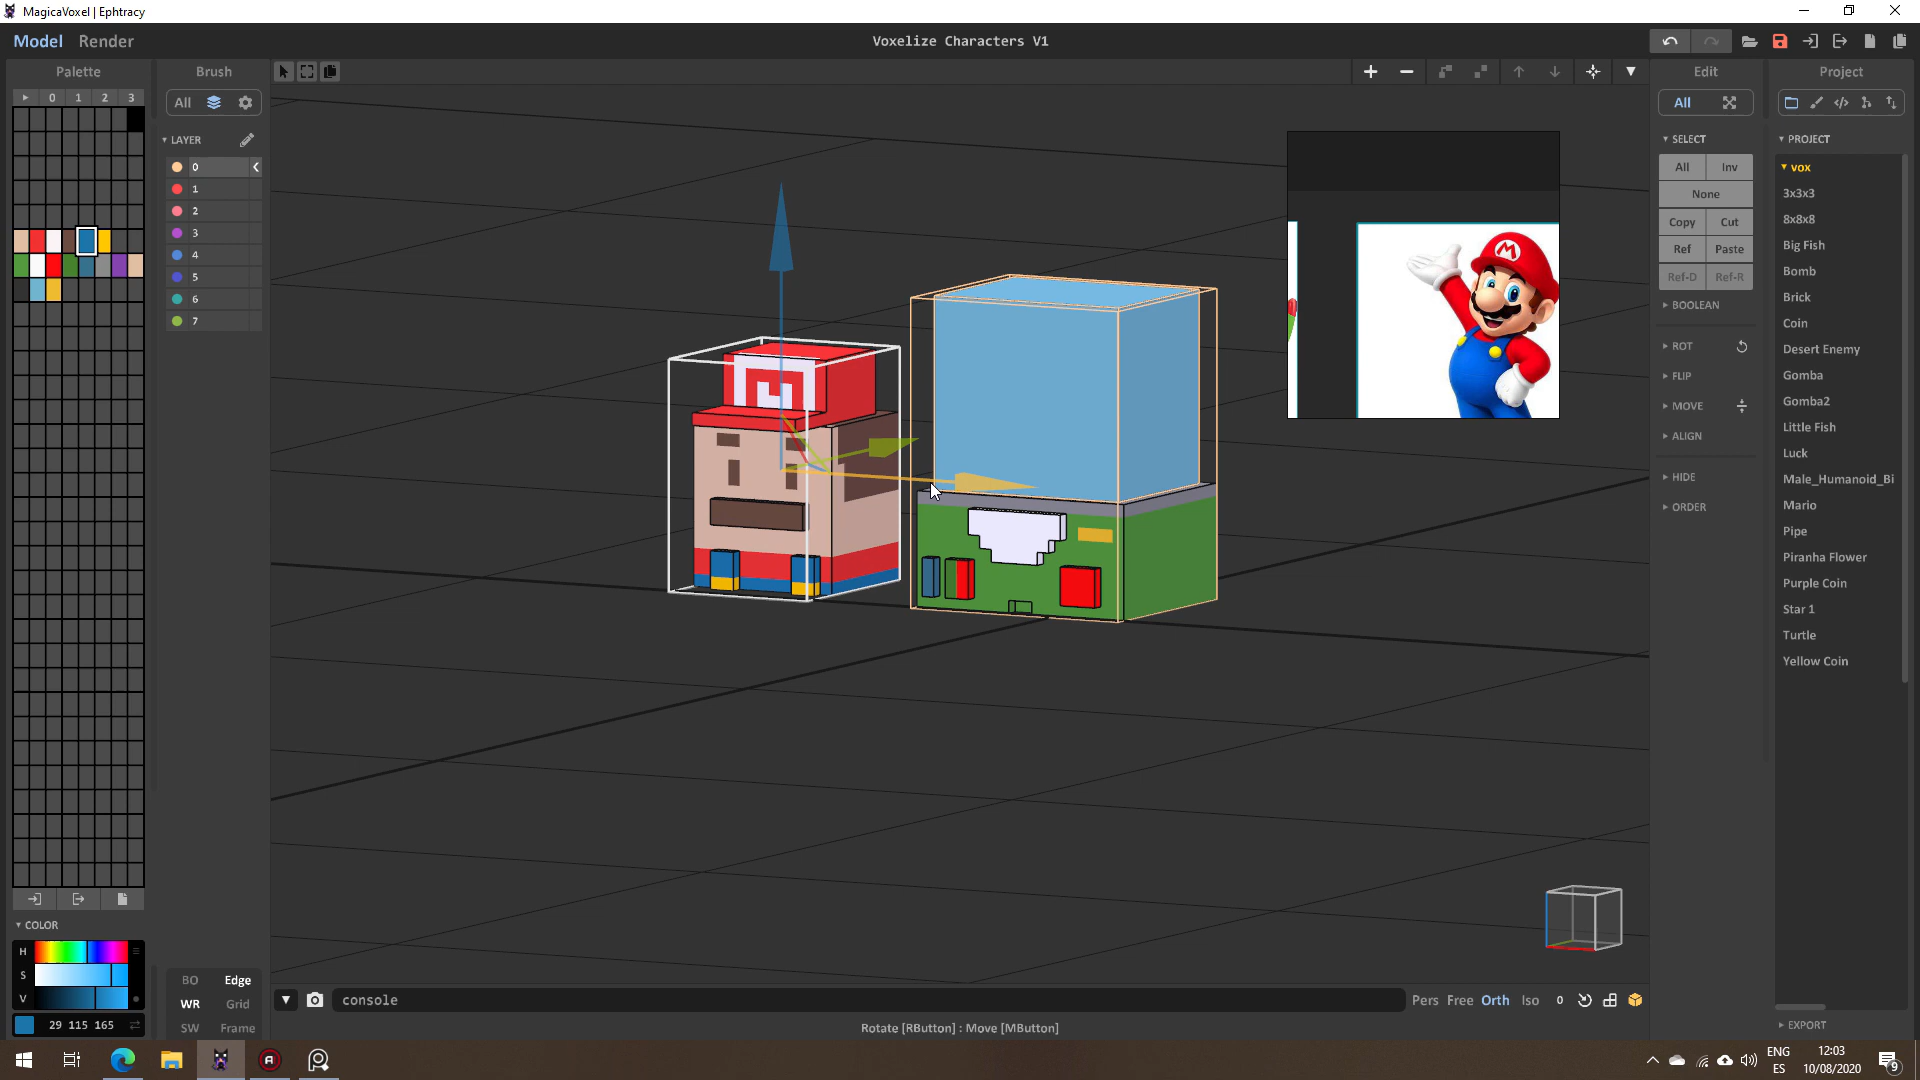 MagicaVoxel | Ephtracy
Model Render
Voxelize Characters V1
Palette
0 1 2 3
COLOR
H
S
V
29 115 165
Brush
All
LAYER
0
1
2
3
4
5
6
7
BO Edge
WR Grid
SW Frame
M
console
Pers Free Orth Iso 0
Rotate [RButton] : Move [MButton]
Edit
All
SELECT
All Inv
None
Copy Cut
Ref Paste
Ref-D Ref-R
BOOLEAN
ROT
FLIP
MOVE
ALIGN
HIDE
ORDER
Project
PROJECT
vox
3x3x3
8x8x8
Big Fish
Bomb
Brick
Coin
Desert Enemy
Gomba
Gomba2
Little Fish
Luck
Male_Humanoid_Bi
Mario
Pipe
Piranha Flower
Purple Coin
Star 1
Turtle
Yellow Coin
EXPORT
ENG
ES
12:03
10/08/2020
9